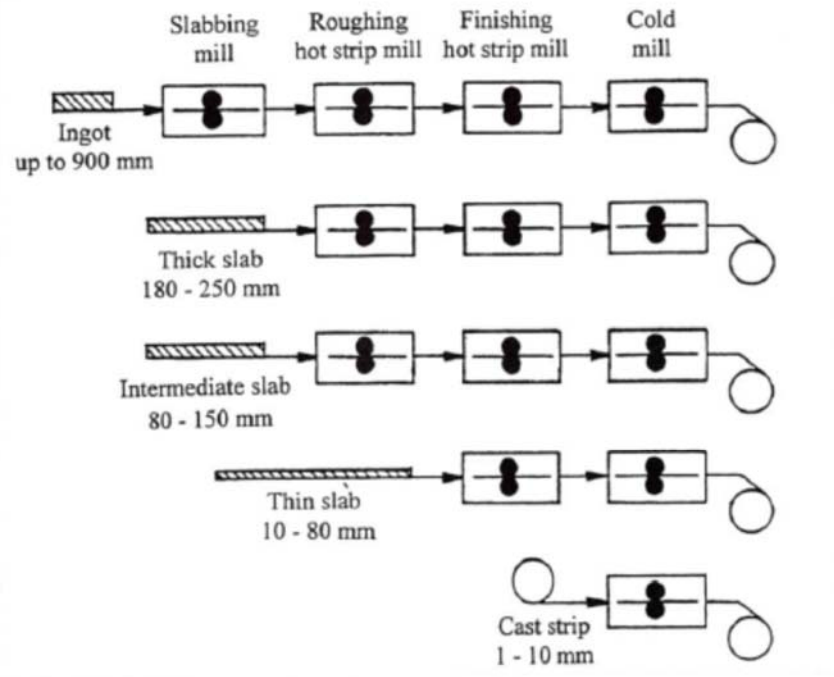 Slabbing
mill
Roughing
hot strip mill
Finishing
hot strip mill
Cold
mill
Ingot
up to 900 mm
Thick slab
180 - 250 mm
Intermediate slab
80 - 150 mm
Thin slab
10 - 80 mm
Cast strip
1 - 10 mm